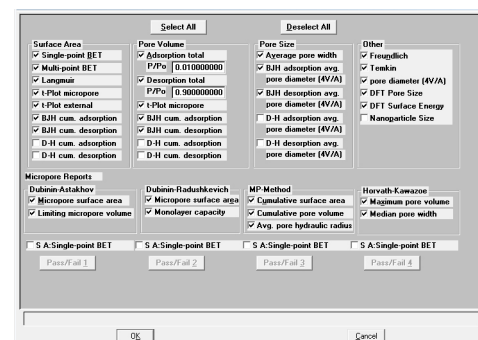 Select All Deselect All
Surface Area Pore Volume Pore Size Other
Single-point BET
Multi-point BET
Langmuir
t-Plot micropore
t-Plot external
BJH cum. adsorption
BJH cum. desorption
D-H cum. adsorption
D-H cum. desorption
Adsorption total
P/Po 0.010000000
Desorption total
P/Po 0.900000000
t-Plot micropore
BJH cum. adsorption
BJH cum. desorption
D-H cum. adsorption
D-H cum. desorption
Average pore width
BJH adsorption avg.
pore diameter (4V/A)
BJH desorption avg.
pore diameter (4V/A)
D-H adsorption avg.
pore diameter (4V/A)
D-H desorption avg.
pore diameter (4V/A)
Freundlich
Temkin
pore diameter (4V/A)
DFT Pore Size
DFT Surface Energy
Nanoparticle Size
Micropore Reports
Dubinin-Astakhov
Micropore surface area
Limiting micropore volume
Dubinin-Radushkevich
Micropore surface area
Monolayer capacity
MP-Method
Cumulative surface area
Cumulative pore volume
Avg. pore hydraulic radius
Horvath-Kawazoe
Maximum pore volume
Median pore width
S A:Single-point BET S A:Single-point BET S A:Single-point BET S A:Single-point BET
Pass/Fail 1 Pass/Fail 2 Pass/Fail 3 Pass/Fail 4
OK Cancel